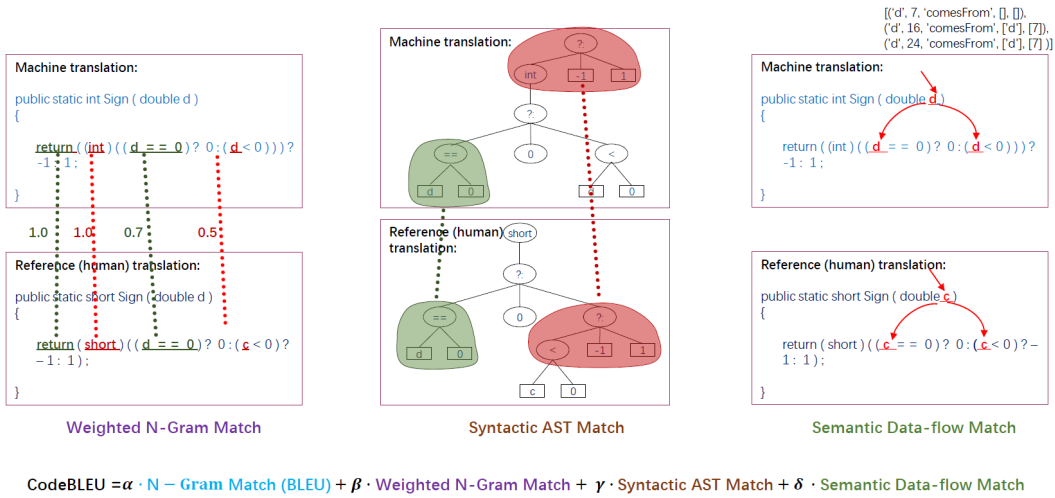 [('d', 7, 'comesFrom', [], []),
('d', 16, 'comesFrom', ['d'], [7]),
('d', 24, 'comesFrom', ['d'], [7] )]
Machine translation:
public static int Sign ( double d )
{
return ( (int ) ( ( d == 0 ) ? 0 : ( d < 0 ) ) ) ?
-1 : 1 ;
}
1.0 1.0 0.7 0.5
Reference (human) translation:
public static short Sign ( double d )
{
return ( short ) ( ( d == 0 ) ? 0 : ( c < 0 ) ?
– 1 : 1 ) ;
}
Weighted N-Gram Match
Machine translation:
?:
int -1 1
?:
== 0 <
d 0 d 0
Reference (human)
translation:
short
?:
== 0 ?:
d 0 < -1 1
c 0
Syntactic AST Match
Machine translation:
public static int Sign ( double d )
{
return ( (int ) ( ( d == 0 ) ? 0 : ( d < 0 ) ) ) ?
-1 : 1 ;
}
Reference (human) translation:
public static short Sign ( double c )
{
return ( short ) ( ( c == 0 ) ? 0 : ( c < 0 ) ? –
1 : 1 ) ;
}
Semantic Data-flow Match
CodeBLEU = α · N − Gram Match (BLEU) + β · Weighted N-Gram Match + γ · Syntactic AST Match + δ · Semantic Data-flow Match